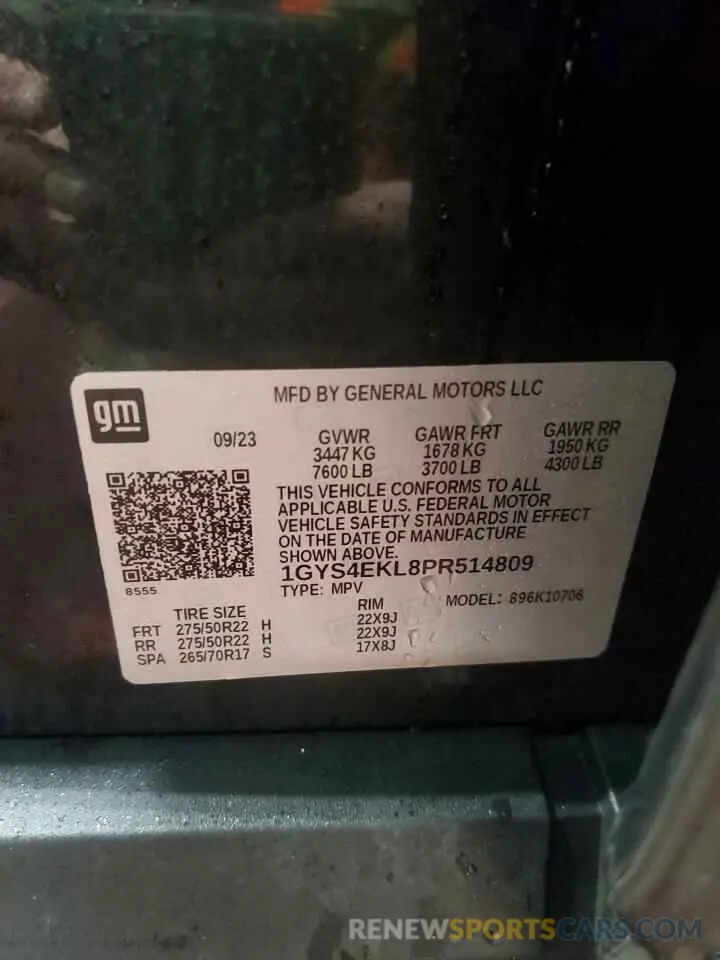 gm
MFD BY GENERAL MOTORS LLC
09/23
GVWR GAWR FRT GAWR RR
3447 KG 1678 KG 1950 KG
7600 LB 3700 LB 4300 LB
THIS VEHICLE CONFORMS TO ALL
APPLICABLE U.S. FEDERAL MOTOR
VEHICLE SAFETY STANDARDS IN EFFECT
ON THE DATE OF MANUFACTURE
SHOWN ABOVE.
1GYS4EKL8PR514809
8555
TYPE: MPV MODEL: 696K10706
TIRE SIZE RIM
FRT 275/50R22 H 22X9J
RR 275/50R22 H 22X9J
SPA 265/70R17 S 17X8J
RENEWSPORTSCARS.COM